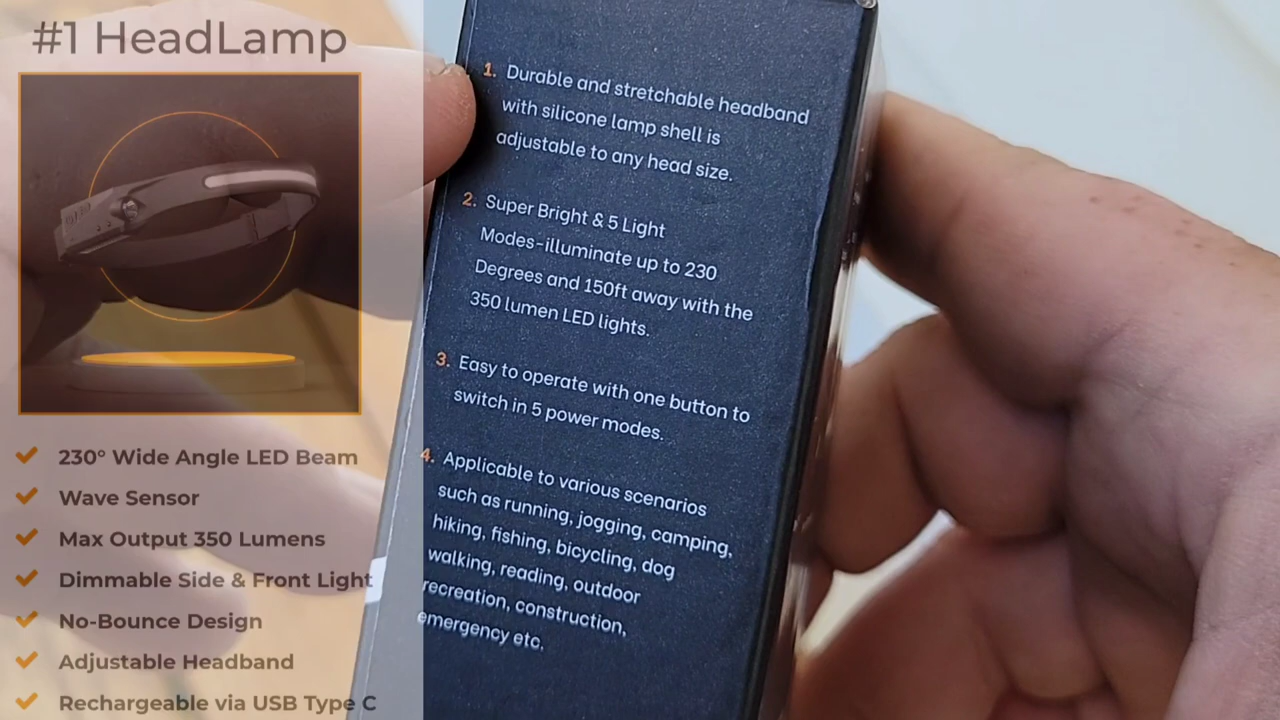 #1 HeadLamp
230° Wide Angle LED Beam
Wave Sensor
Max Output 350 Lumens
Dimmable Side & Front Light
No-Bounce Design
Adjustable Headband
Rechargeable via USB Type C
1. Durable and stretchable headband
with silicone lamp shell is
adjustable to any head size.
2. Super Bright & 5 Light
Modes-illuminate up to 230
Degrees and 150ft away with the
350 lumen LED lights.
3. Easy to operate with one button to
switch in 5 power modes.
4. Applicable to various scenarios
such as running, jogging, camping,
hiking, fishing, bicycling, dog
walking, reading, outdoor
recreation, construction,
emergency etc.